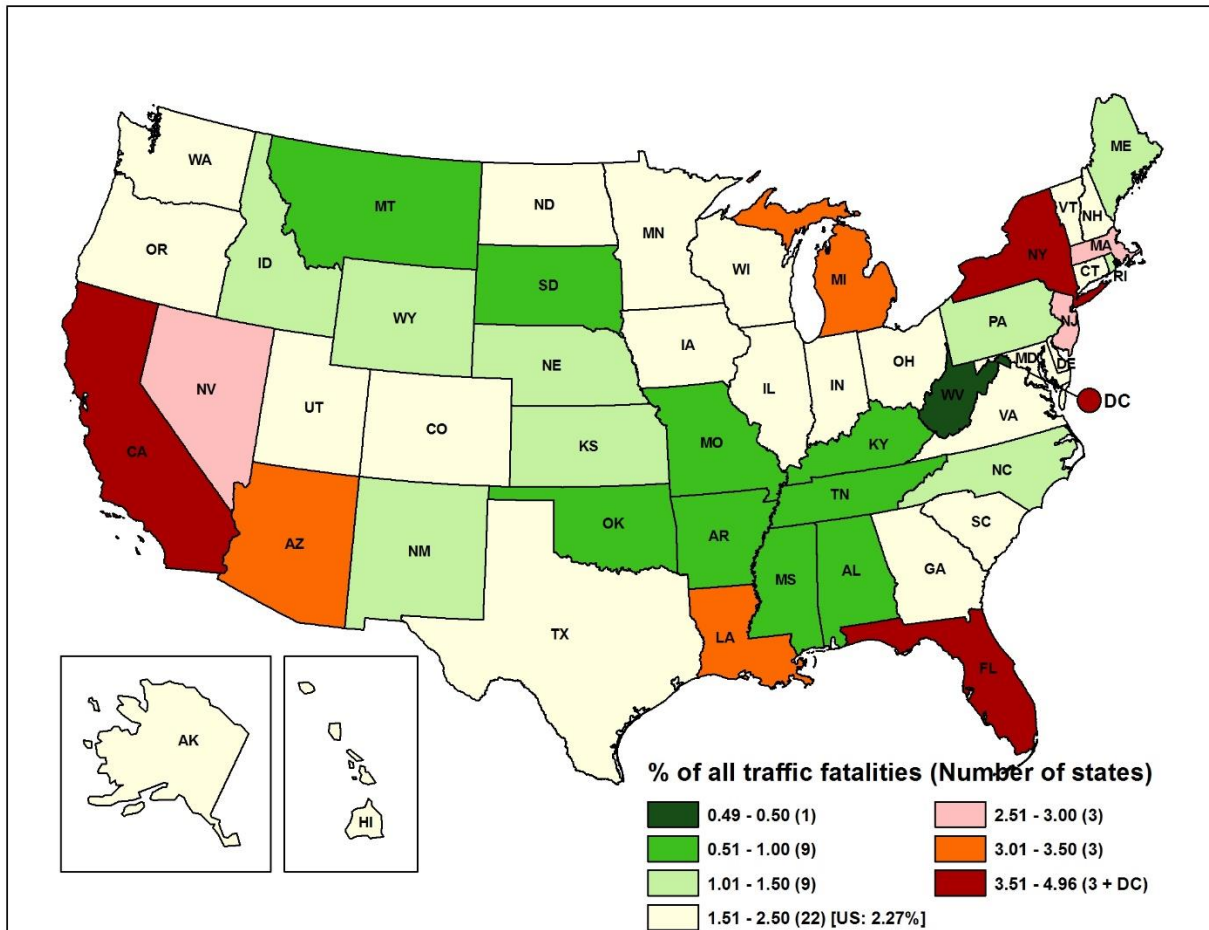 WA
MT
ND
MN
ME
OR
ID
SD
WI
MI
VT
NH
NY
MA
CT
RI
WY
IA
PA
NJ
NE
NV
UT
CO
IL
IN
OH
MD
DE
WV
DC
CA
KS
MO
KY
VA
NC
TN
AZ
NM
OK
AR
SC
MS
AL
GA
TX
LA
FL
AK
HI
% of all traffic fatalities (Number of states)
0.49 - 0.50 (1)
0.51 - 1.00 (9)
1.01 - 1.50 (9)
1.51 - 2.50 (22) [US: 2.27%]
2.51 - 3.00 (3)
3.01 - 3.50 (3)
3.51 - 4.96 (3 + DC)